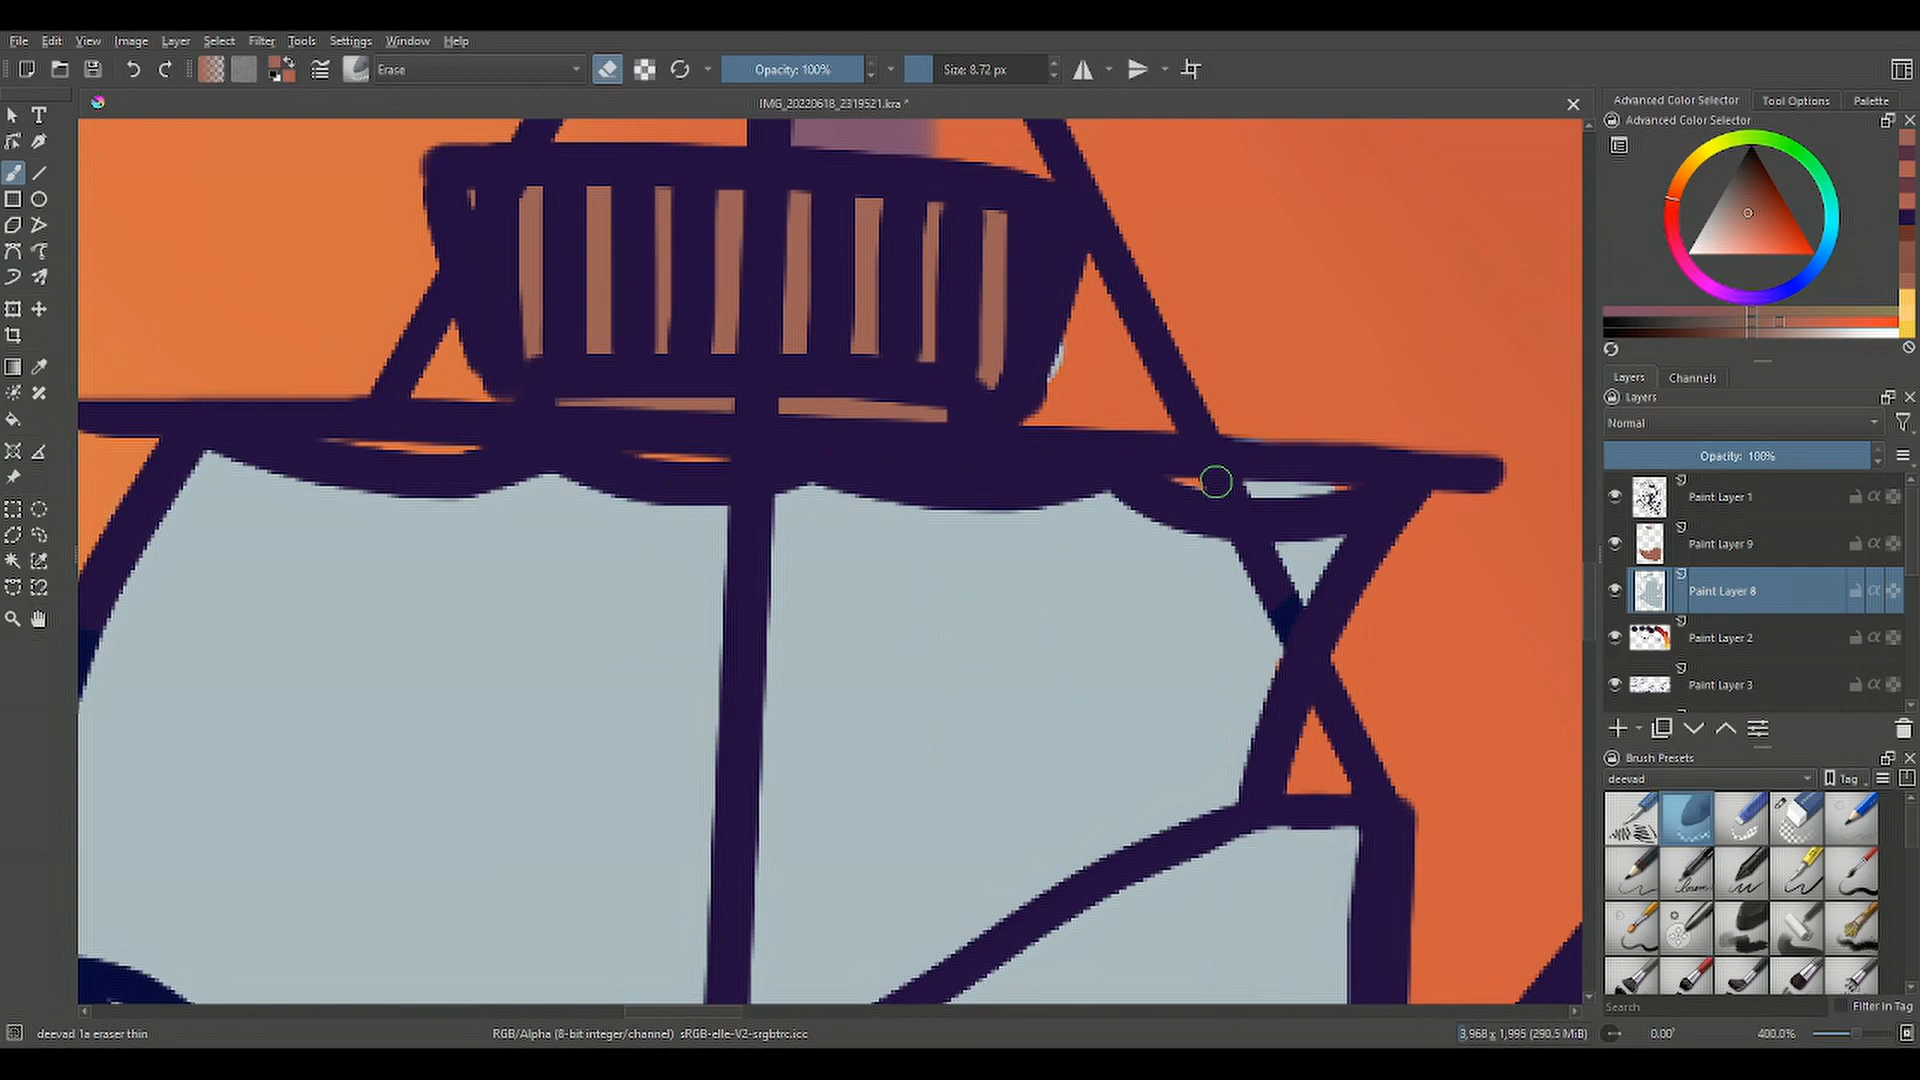 File Edit View Image Layer Select Filter Tools Settings Window Help
Erase Opacity: 100% Size: 8.72 px
IMG_20220618_2319521.kra *
Advanced Color Selector Tool Options Palette
Advanced Color Selector
Layers Channels
Layers
Normal
Opacity: 100%
Paint Layer 1
Paint Layer 9
Paint Layer 8
Paint Layer 2
Paint Layer 3
Brush Presets
deevad Tag
Search Filter in Tag
deevad 1a eraser thin RGB/Alpha (8-bit integer/channel) sRGB-elle-V2-srgbtrc.icc 3,968 x 1,995 (290.5 MiB) 0.00° 400.0%